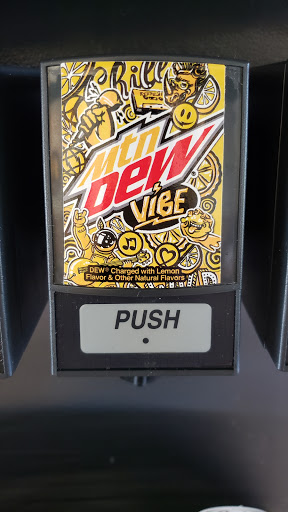 Chill
mtn
DEW®
VIBE
DEW® Charged with Lemon
Flavor & Other Natural Flavors
PUSH